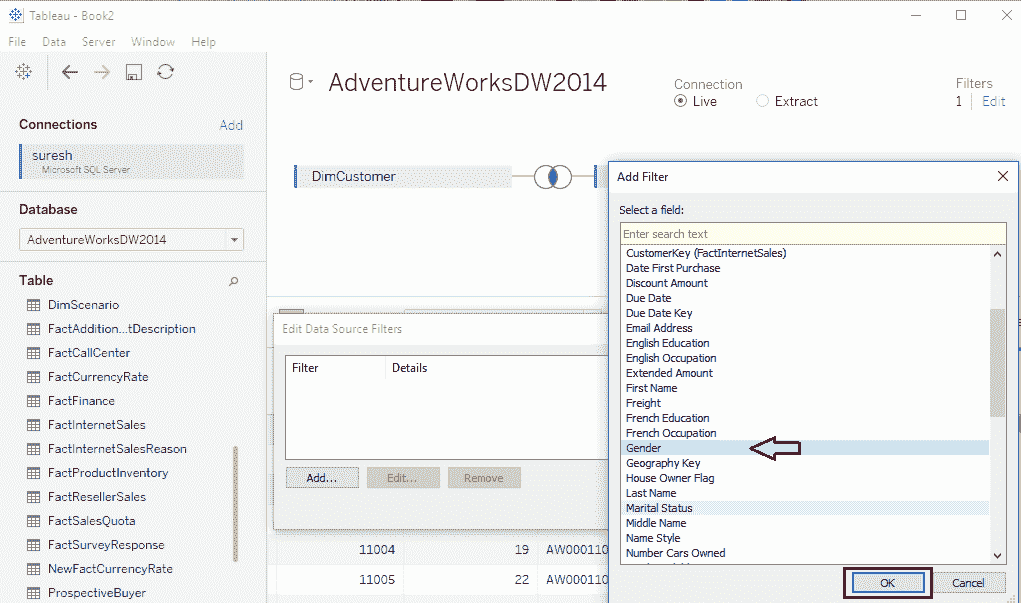 Tableau - Book2
File Data Server Window Help
Connections Add
suresh
Microsoft SQL Server
Database
AdventureWorksDW2014
Table
DimScenario
FactAddition...tDescription
FactCallCenter
FactCurrencyRate
FactFinance
FactInternetSales
FactInternetSalesReason
FactProductInventory
FactResellerSales
FactSalesQuota
FactSurveyResponse
NewFactCurrencyRate
ProspectiveBuyer
AdventureWorksDW2014
Connection
Live Extract
Filters
1 Edit
DimCustomer
Edit Data Source Filters
Filter Details
Add... Edit... Remove
11004 19 AW000110
11005 22 AW000110
Add Filter
Select a field:
Enter search text
CustomerKey (FactInternetSales)
Date First Purchase
Discount Amount
Due Date
Due Date Key
Email Address
English Education
English Occupation
Extended Amount
First Name
Freight
French Education
French Occupation
Gender
Geography Key
House Owner Flag
Last Name
Marital Status
Middle Name
Name Style
Number Cars Owned
OK Cancel